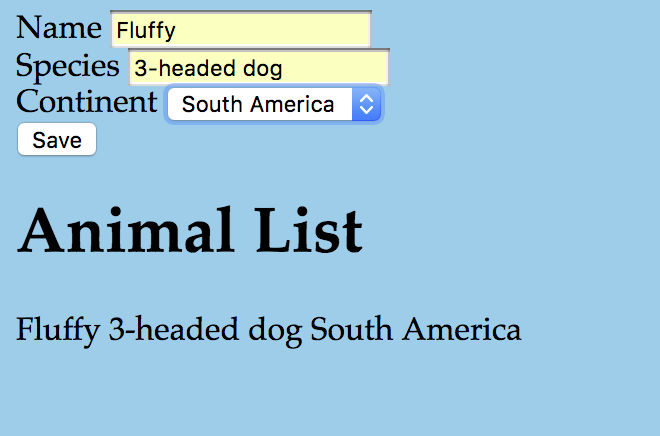 Name Fluffy
Species 3-headed dog
Continent South America
Save
Animal List
Fluffy 3-headed dog South America